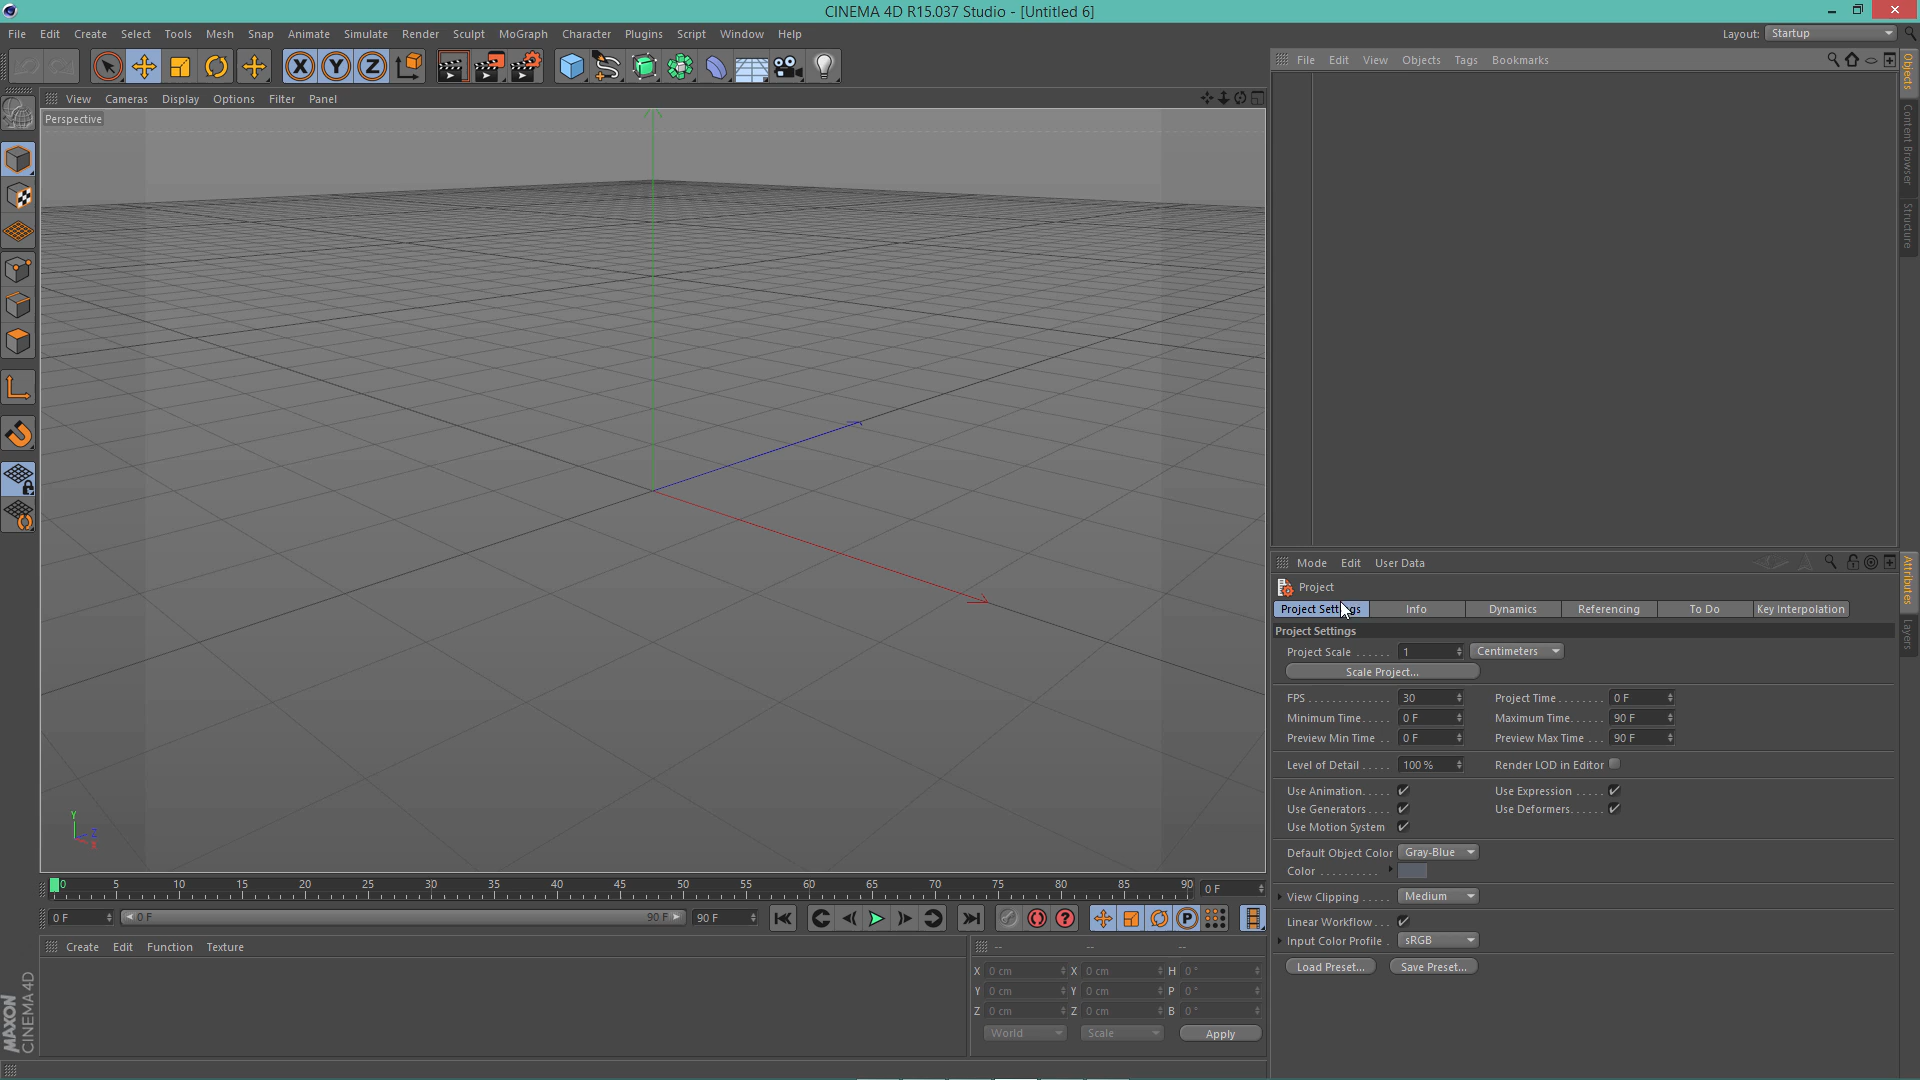 CINEMA 4D R15.037 Studio - [Untitled 6]
File Edit Create Select Tools Mesh Snap Animate Simulate Render Sculpt MoGraph Character Plugins Script Window Help
Layout: Startup
File Edit View Objects Tags Bookmarks
View Cameras Display Options Filter Panel
Perspective
Objects
Content Browser
Structure
Mode Edit User Data
Project
Project Settings Info Dynamics Referencing To Do Key Interpolation
Project Settings
Project Scale ...... 1 Centimeters
Scale Project...
FPS ............. 30 Project Time ........ 0 F
Minimum Time..... 0 F Maximum Time...... 90 F
Preview Min Time .. 0 F Preview Max Time ... 90 F
Level of Detail ..... 100 % Render LOD in Editor
Use Animation..... Use Expression .....
Use Generators.... Use Deformers......
Use Motion System
Default Object Color Gray-Blue
Color ..........
View Clipping ..... Medium
Linear Workflow ...
Input Color Profile . sRGB
Load Preset... Save Preset...
Attributes
Layers
Y
Z
X
0 5 10 15 20 25 30 35 40 45 50 55 60 65 70 75 80 85 90 0 F
0 F 0 F 90 F 90 F
Create Edit Function Texture
-- -- --
X 0 cm X 0 cm H 0 °
Y 0 cm Y 0 cm P 0 °
Z 0 cm Z 0 cm B 0 °
World Scale Apply
MAXON
CINEMA 4D